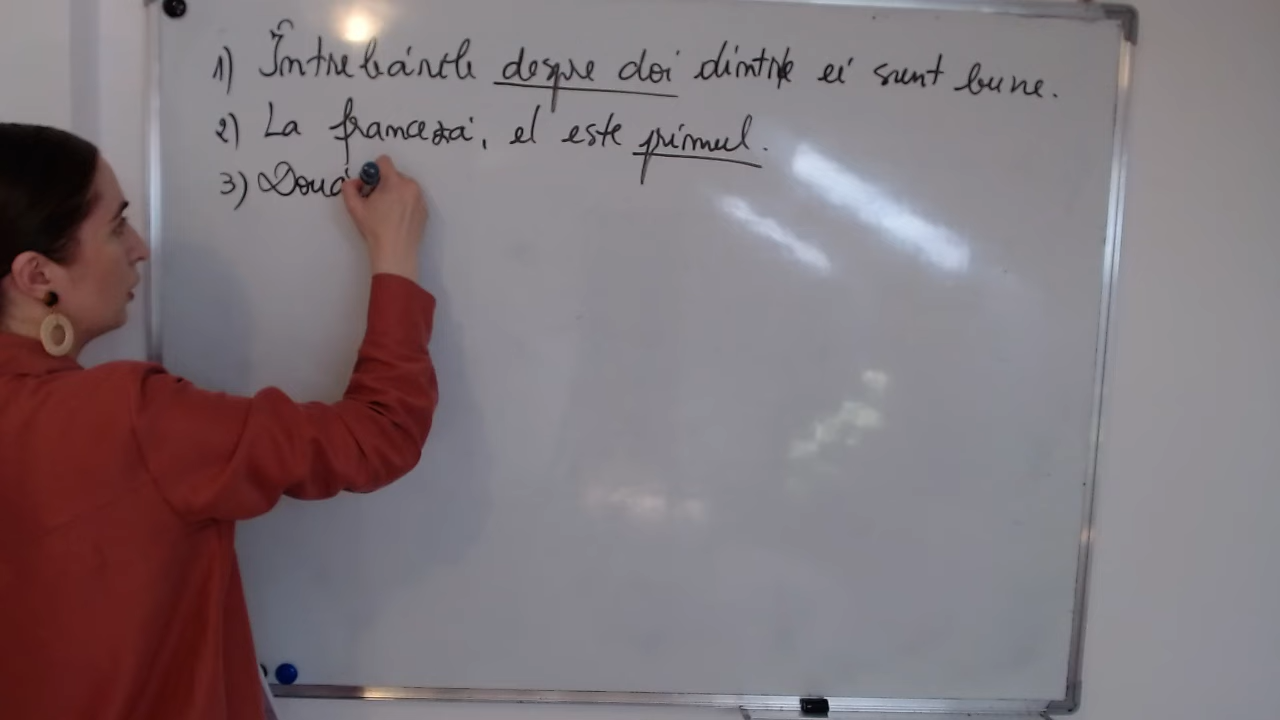 1) Întrebările despre doi dintre ei sunt bune.
2) La franceză, el este primul.
3) Două